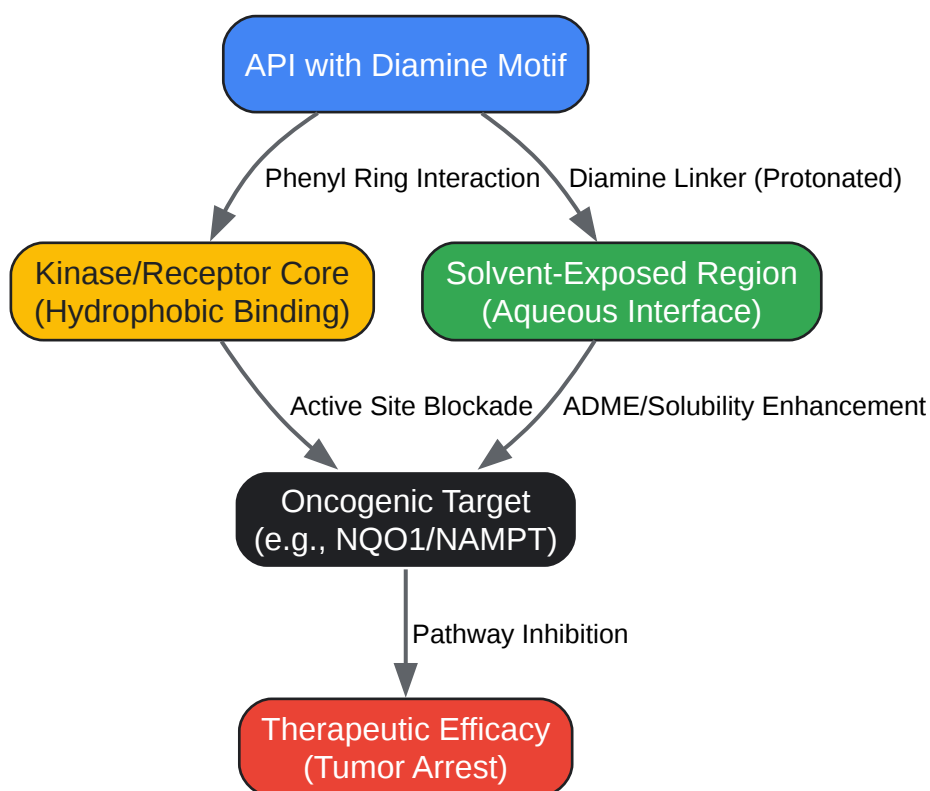 API with Diamine Motif
Phenyl Ring Interaction
Diamine Linker (Protonated)
Kinase/Receptor Core
(Hydrophobic Binding)
Solvent-Exposed Region
(Aqueous Interface)
Active Site Blockade
ADME/Solubility Enhancement
Oncogenic Target
(e.g., NQO1/NAMPT)
Pathway Inhibition
Therapeutic Efficacy
(Tumor Arrest)